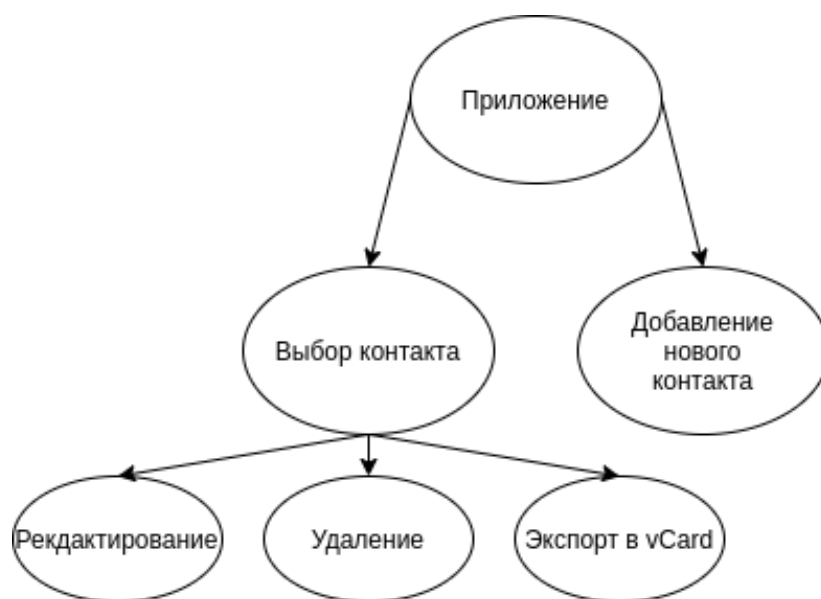 Приложение
Выбор контакта
Добавление
нового
контакта
Рекдактирование
Удаление
Экспорт в vCard